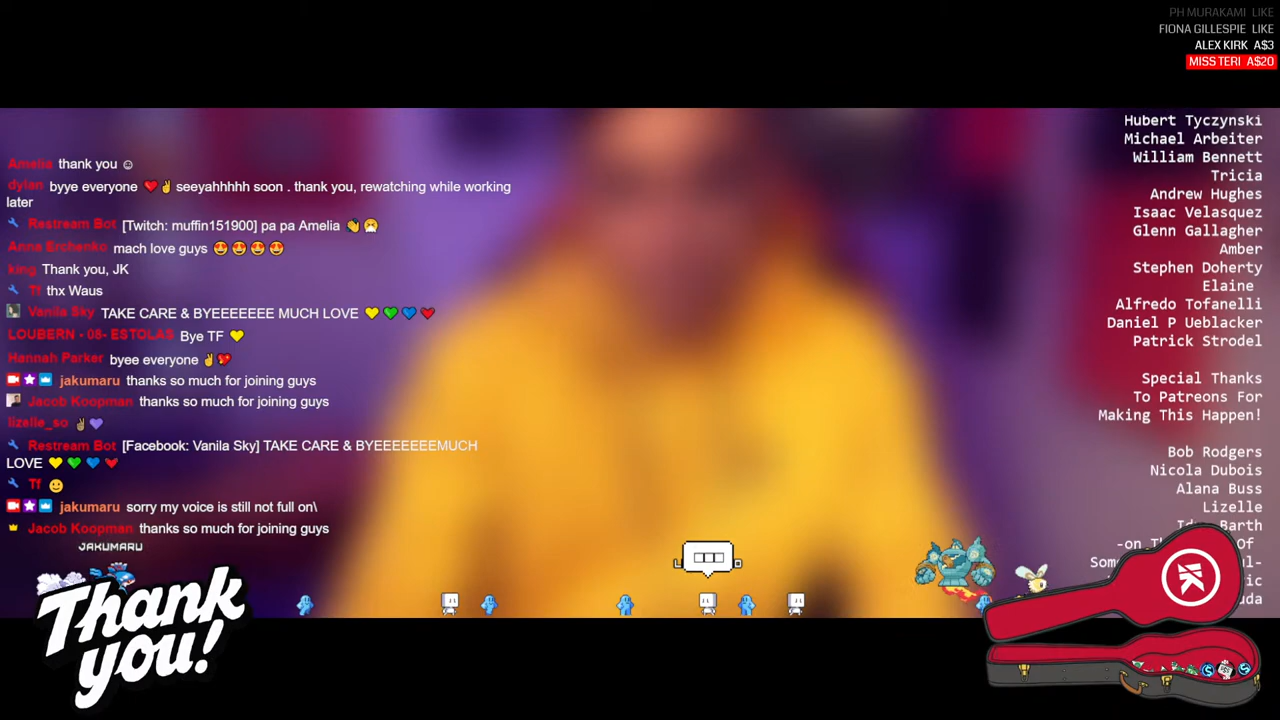 PH MURAKAMI LIKE
FIONA GILLESPIE LIKE
ALEX KIRK A$3
MISS TERI A$20
Amelia thank you ☺
dylan byye everyone ❤️✌️ seeyahhhhh soon . thank you, rewatching while working
later
Restream Bot [Twitch: muffin151900] pa pa Amelia 👋😤
Anna Erchenko mach love guys 😍 😍 😍 😍
king Thank you, JK
Tf thx Waus
Vanila Sky TAKE CARE & BYEEEEEE MUCH LOVE 💛 💚 💙 ❤️
LOUBERN - 08- ESTOLAS Bye TF 💛
Hannah Parker byee everyone ✌️💖
jakumaru thanks so much for joining guys
Jacob Koopman thanks so much for joining guys
lizelle_so ✌🏽💜
Restream Bot [Facebook: Vanila Sky] TAKE CARE & BYEEEEEEEMUCH
LOVE 💛 💚 💙 ❤️
Tf 🙂
jakumaru sorry my voice is still not full on\
Jacob Koopman thanks so much for joining guys
JAKUMARU
Thank
you!
Hubert Tyczynski
Michael Arbeiter
William Bennett
Tricia
Andrew Hughes
Isaac Velasquez
Glenn Gallagher
Amber
Stephen Doherty
Elaine
Alfredo Tofanelli
Daniel P Ueblacker
Patrick Strodel
Special Thanks
To Patreons For
Making This Happen!
Bob Rodgers
Nicola Dubois
Alana Buss
Lizelle
Barth
-on Of